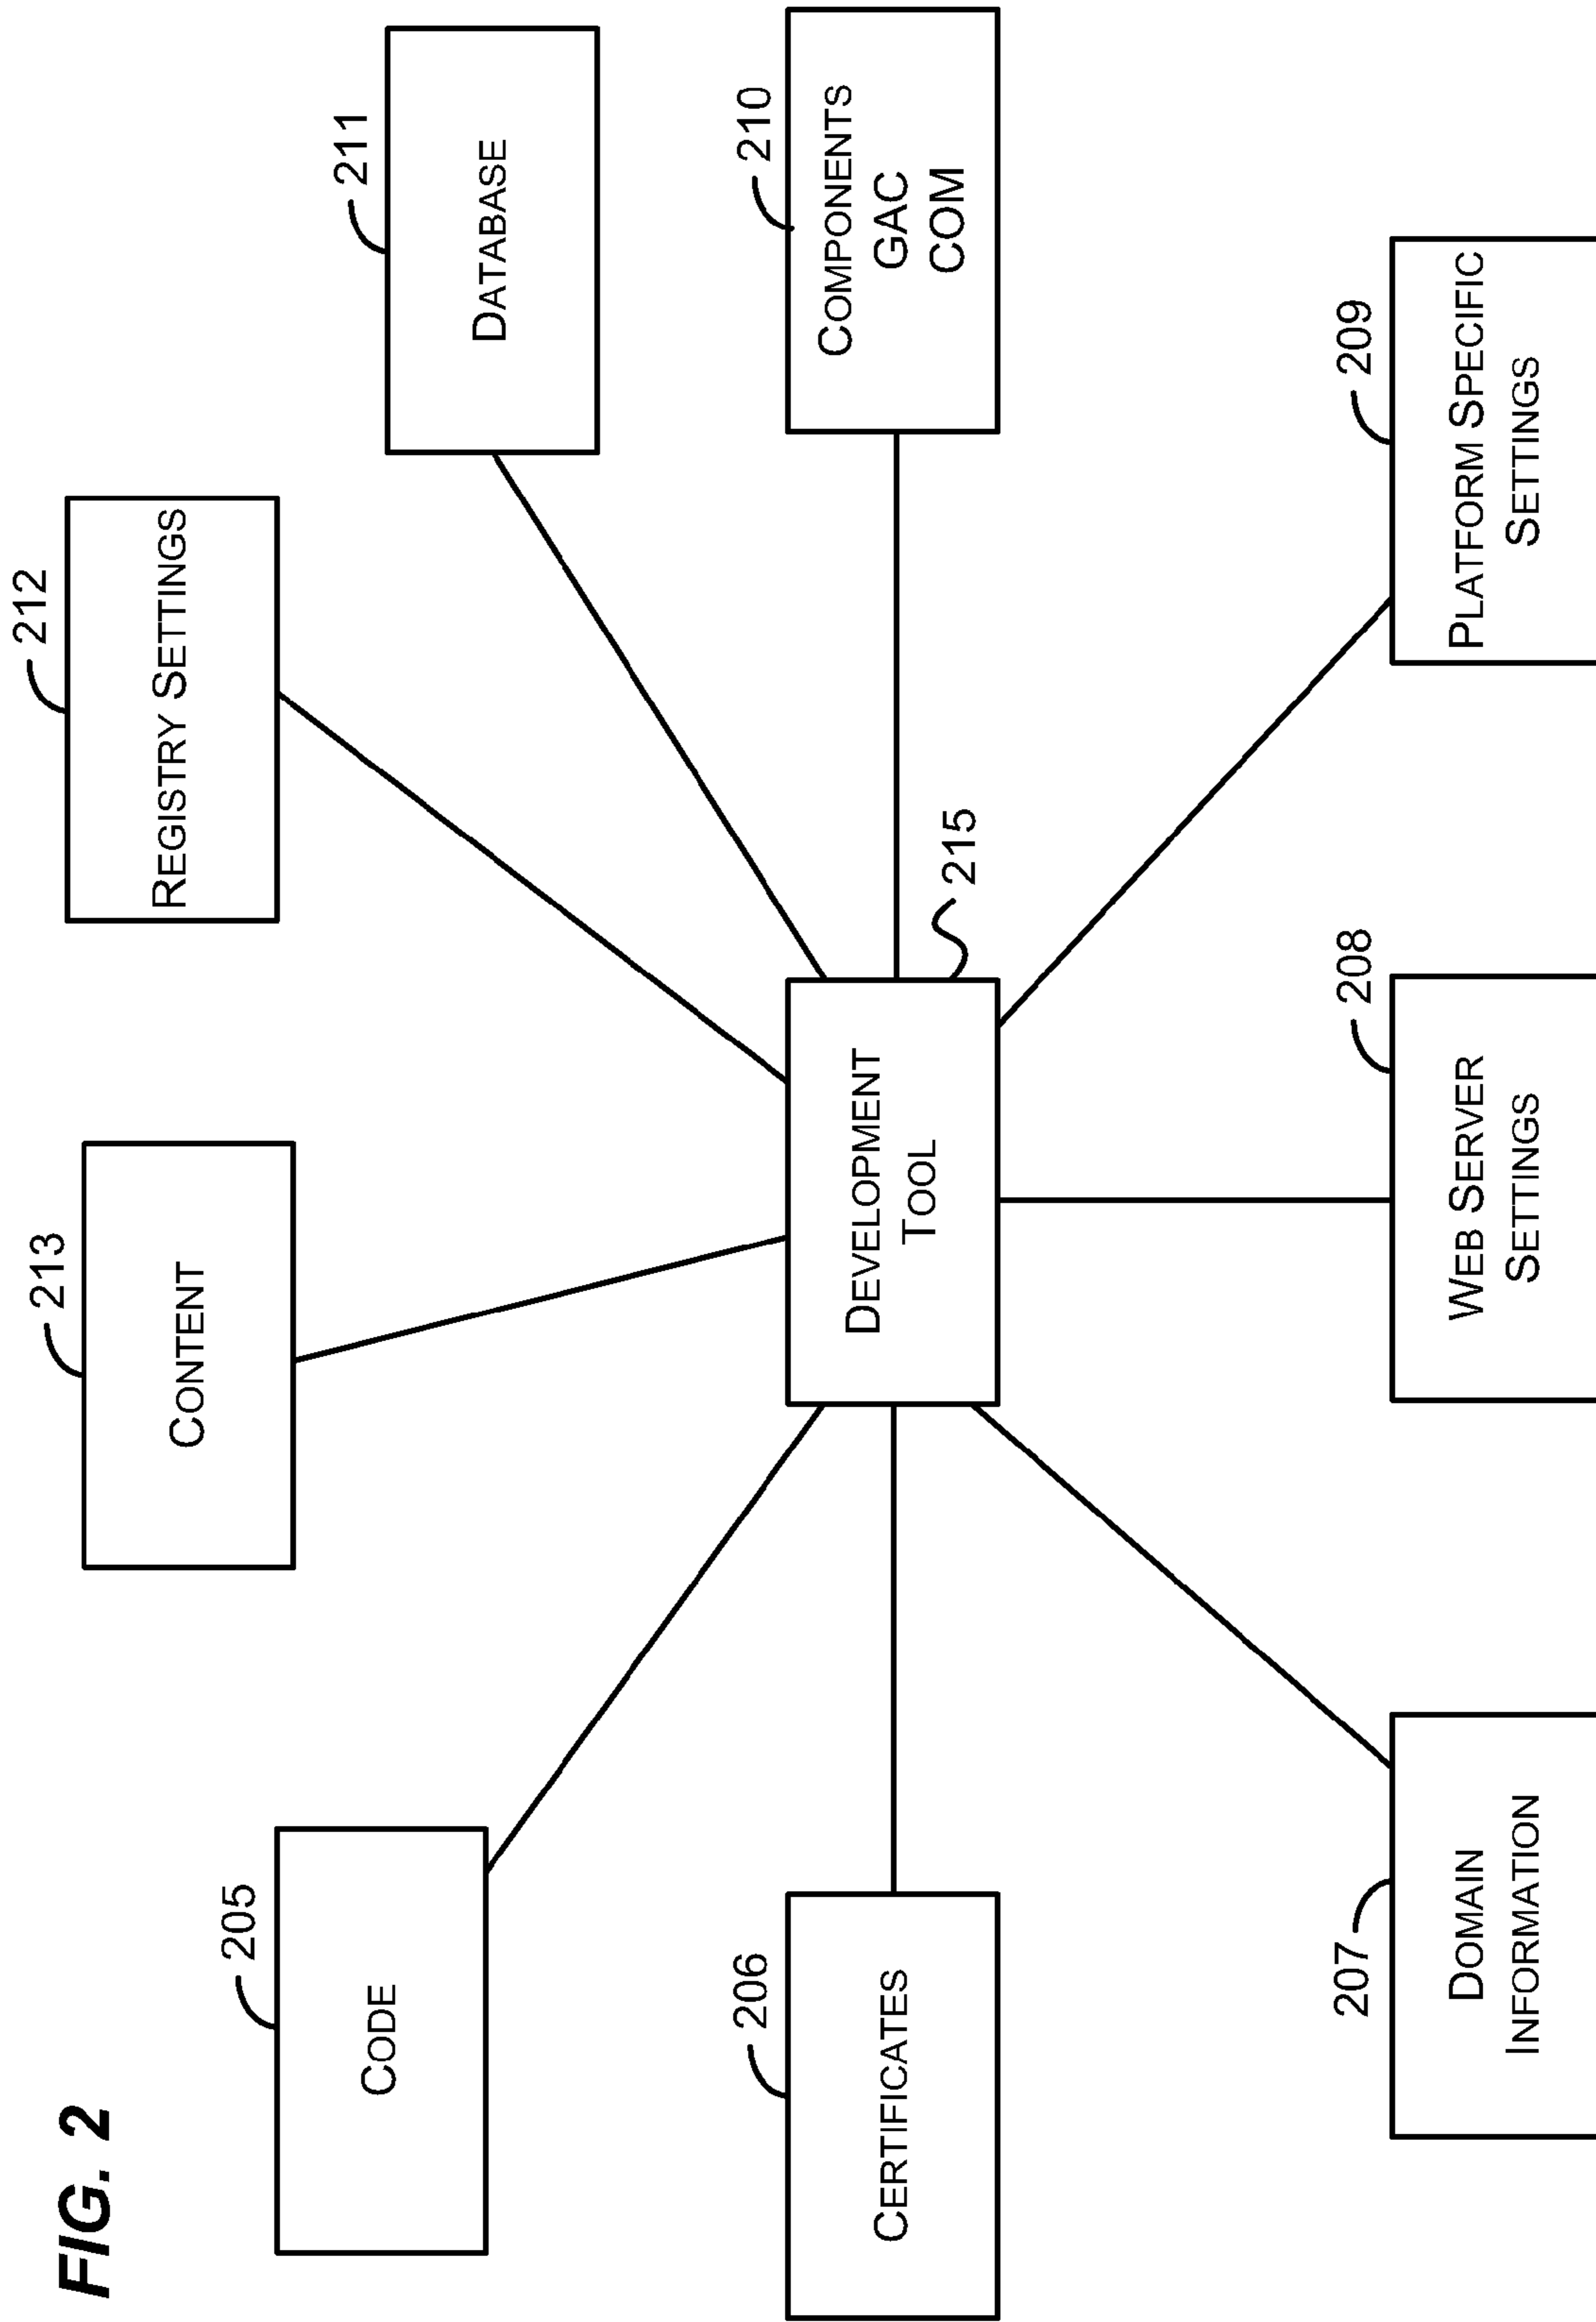 FIG. 2
213
CONTENT
212
REGISTRY SETTINGS
205
CODE
211
DATABASE
206
CERTIFICATES
DEVELOPMENT
TOOL
215
210
COMPONENTS
GAC
COM
207
DOMAIN
INFORMATION
208
WEB SERVER
SETTINGS
209
PLATFORM SPECIFIC
SETTINGS